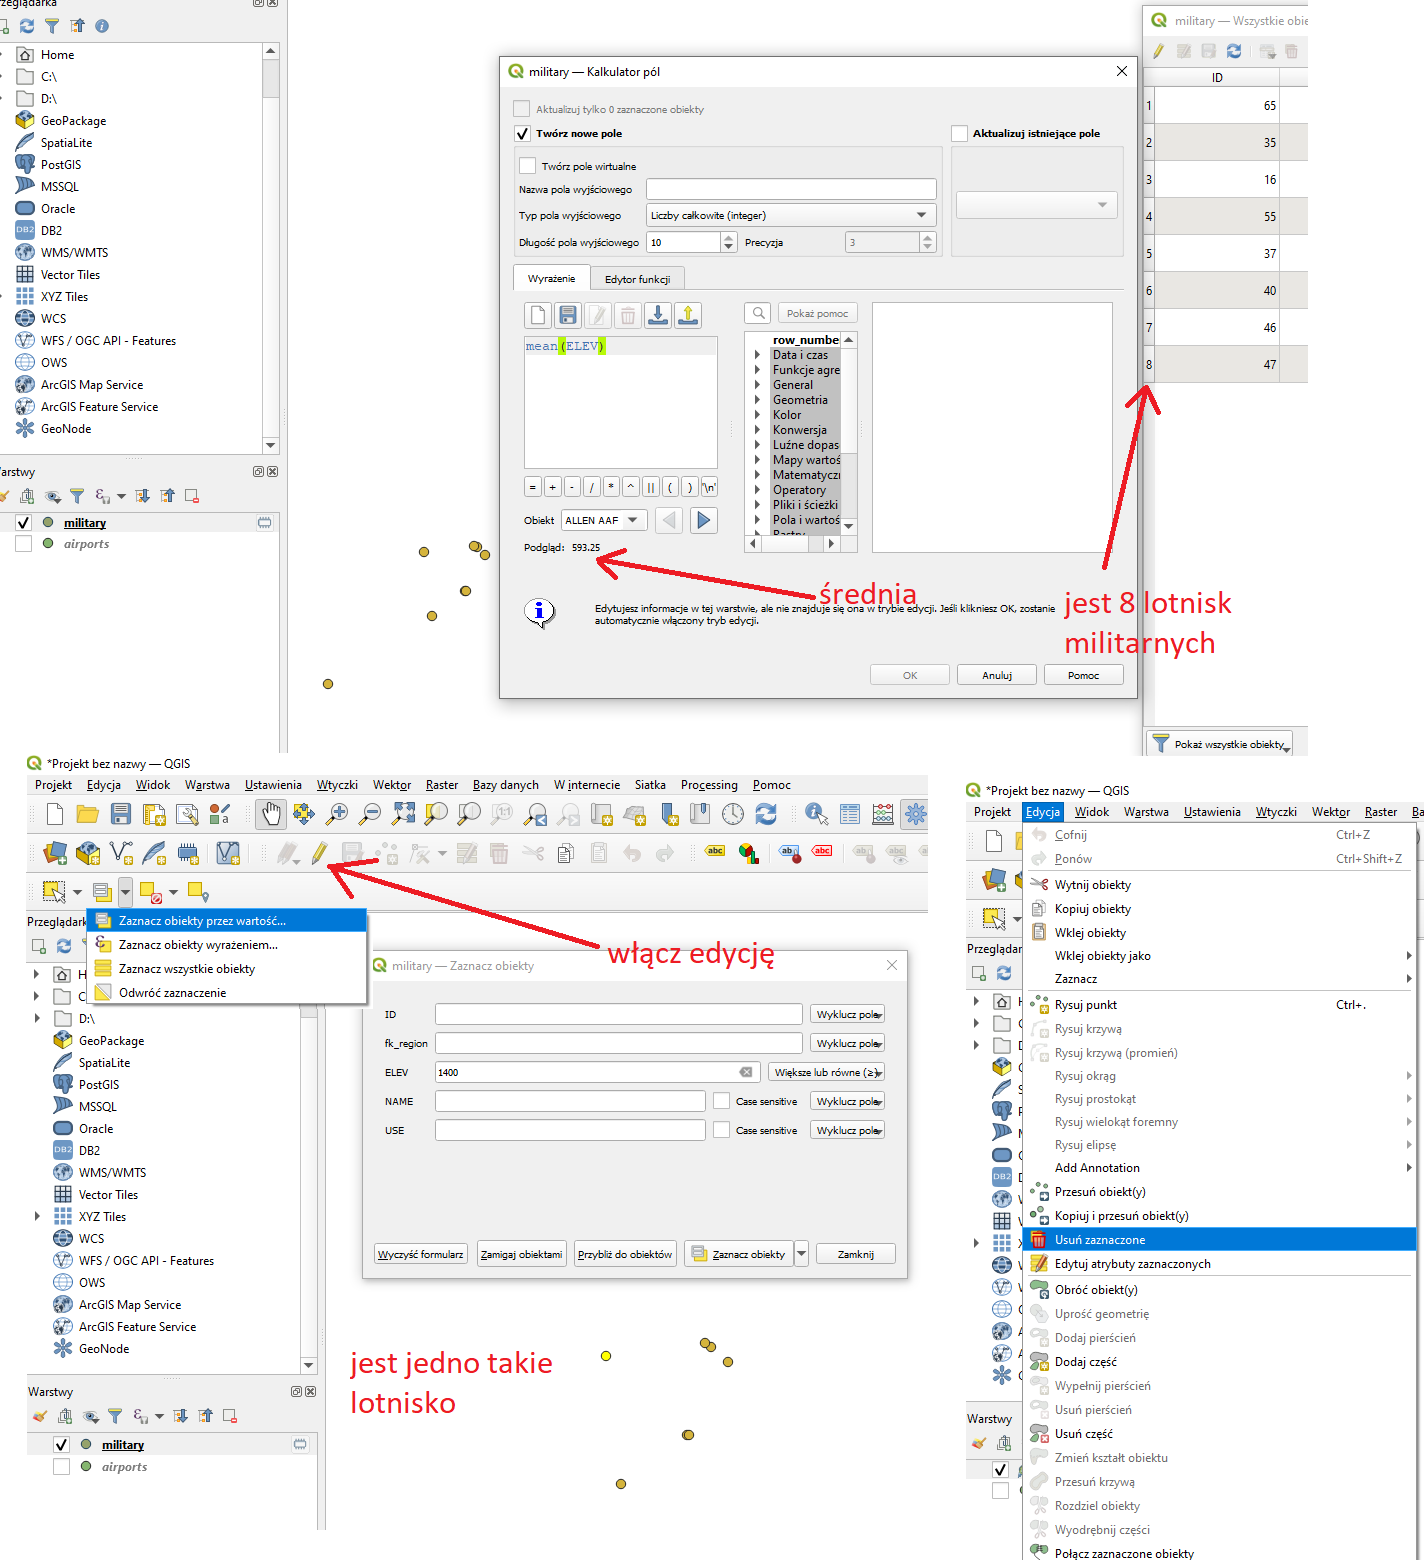 Przeglądarka
Home
C:\
D:\
GeoPackage
SpatiaLite
PostGIS
MSSQL
Oracle
DB2
DB2
WMS/WMTS
Vector Tiles
XYZ Tiles
WCS
WFS / OGC API - Features
OWS
ArcGIS Map Service
ArcGIS Feature Service
GeoNode
Warstwy
military
airports
military — Kalkulator pól
Aktualizuj tylko 0 zaznaczone obiekty
Twórz nowe pole
Aktualizuj istniejące pole
Twórz pole wirtualne
Nazwa pola wyjściowego
Typ pola wyjściowego Liczby całkowite (integer)
Długość pola wyjściowego 10 Precyzja 3
Wyrażenie Edytor funkcji
Pokaż pomoc
mean(ELEV)
row_numbe
Data i czas
Funkcje agre
General
Geometria
Kolor
Konwersja
Luźne dopas
Mapy wartoś
Matematyczn
Operatory
Pliki i ścieżki
Pola i wartoś
Rastry
= + - / * ^ || ( ) '\n'
Obiekt ALLEN AAF
Podgląd: 593.25
średnia
Edytujesz informacje w tej warstwie, ale nie znajduje się ona w trybie edycji. Jeśli klikniesz OK, zostanie
automatycznie włączony tryb edycji.
OK Anuluj Pomoc
military — Wszystkie obie
ID
1 65
2 35
3 16
4 55
5 37
6 40
7 46
8 47
jest 8 lotnisk
militarnych
Pokaż wszystkie obiekty
*Projekt bez nazwy — QGIS
Projekt Edycja Widok Warstwa Ustawienia Wtyczki Wektor Raster Bazy danych W internecie Siatka Processing Pomoc
1:1
abc abc ab abc abc abc
Zaznacz obiekty przez wartość...
Zaznacz obiekty wyrażeniem...
Zaznacz wszystkie obiekty
Odwróć zaznaczenie
włącz edycję
Przeglądark
H
C
D:\
GeoPackage
SpatiaLite
PostGIS
MSSQL
Oracle
DB2
DB2
WMS/WMTS
Vector Tiles
XYZ Tiles
WCS
WFS / OGC API - Features
OWS
ArcGIS Map Service
ArcGIS Feature Service
GeoNode
Warstwy
military
airports
military — Zaznacz obiekty
ID Wyklucz pole
fk_region Wyklucz pole
ELEV 1400 Większe lub równe (≥)
NAME Case sensitive Wyklucz pole
USE Case sensitive Wyklucz pole
Wyczyść formularz Zamigaj obiektami Przybliż do obiektów Zaznacz obiekty Zamknij
jest jedno takie
lotnisko
*Projekt bez nazwy — QGIS
Projekt Edycja Widok Warstwa Ustawienia Wtyczki Wektor Raster Ba
Przeglądar
DB2
Warstwy
Cofnij Ctrl+Z
Ponów Ctrl+Shift+Z
Wytnij obiekty
Kopiuj obiekty
Wklej obiekty
Wklej obiekty jako
Zaznacz
Rysuj punkt Ctrl+.
Rysuj krzywą
Rysuj krzywą (promień)
Rysuj okrąg
Rysuj prostokąt
Rysuj wielokąt foremny
Rysuj elipsę
Add Annotation
Przesuń obiekt(y)
Kopiuj i przesuń obiekt(y)
Usuń zaznaczone
Edytuj atrybuty zaznaczonych
Obróć obiekt(y)
Uprość geometrię
Dodaj pierścień
Dodaj część
Wypełnij pierścień
Usuń pierścień
Usuń część
Zmień kształt obiektu
Przesuń krzywą
Rozdziel obiekty
Wyodrębnij części
Połącz zaznaczone obiekty